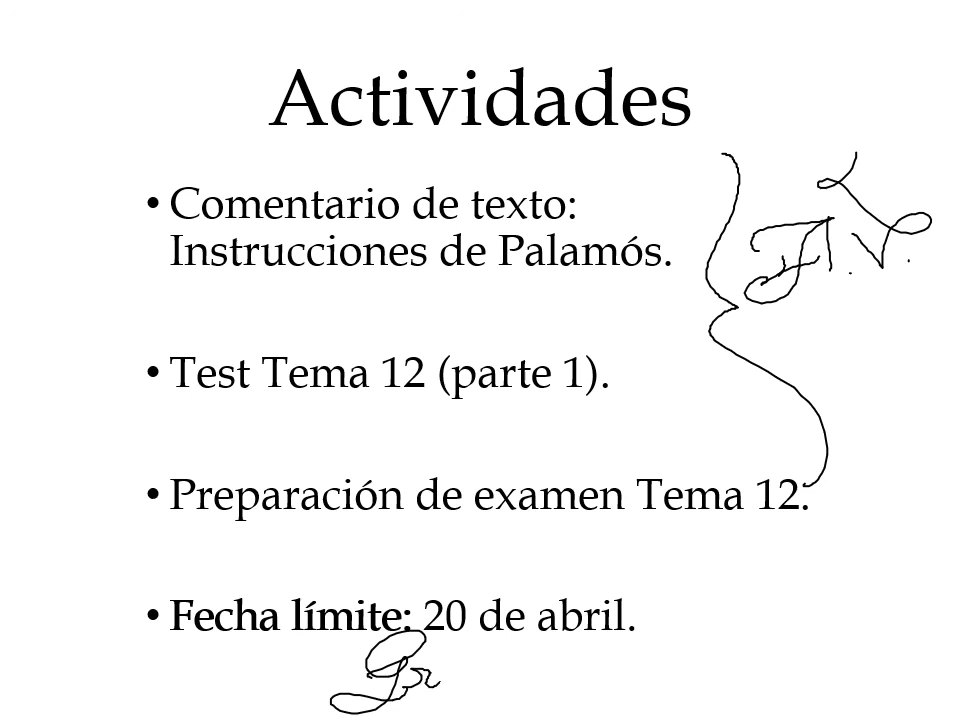 Actividades
• Comentario de texto:
Instrucciones de Palamós.
• Test Tema 12 (parte 1).
• Preparación de examen Tema 12.
• Fecha límite: 20 de abril.